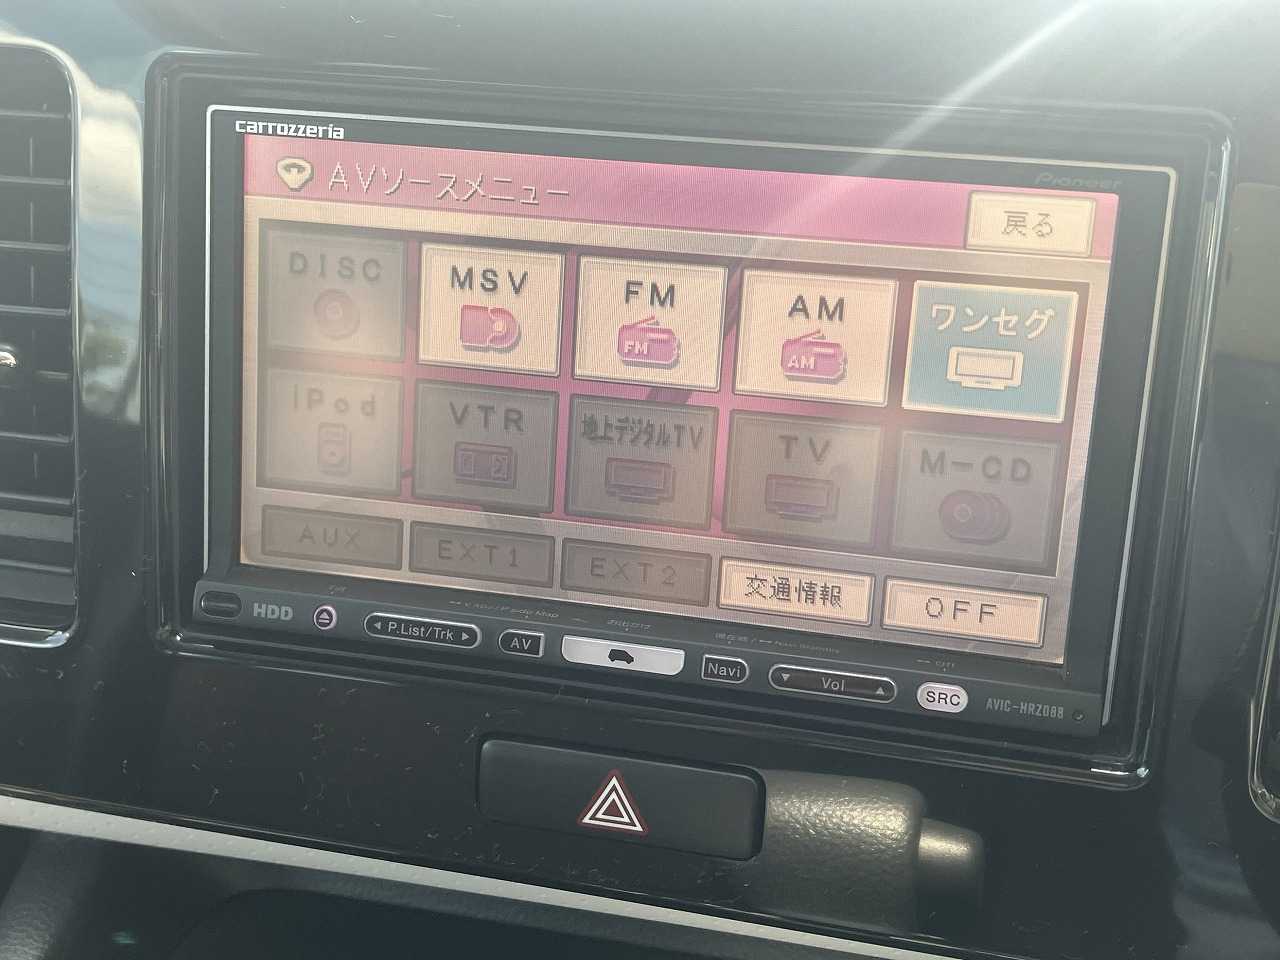 carrozzeria
Pioneer
AVソースメニュー
戻る
DISC
MSV
FM
AM
ワンセグ
FM
AM
iPod
VTR
地上デジタルTV
TV
M-CD
AUX
EXT1
EXT2
交通情報
OFF
HDD
P.List/Trk
AV
Navi
Vol
SRC
AVIC-HRZ088